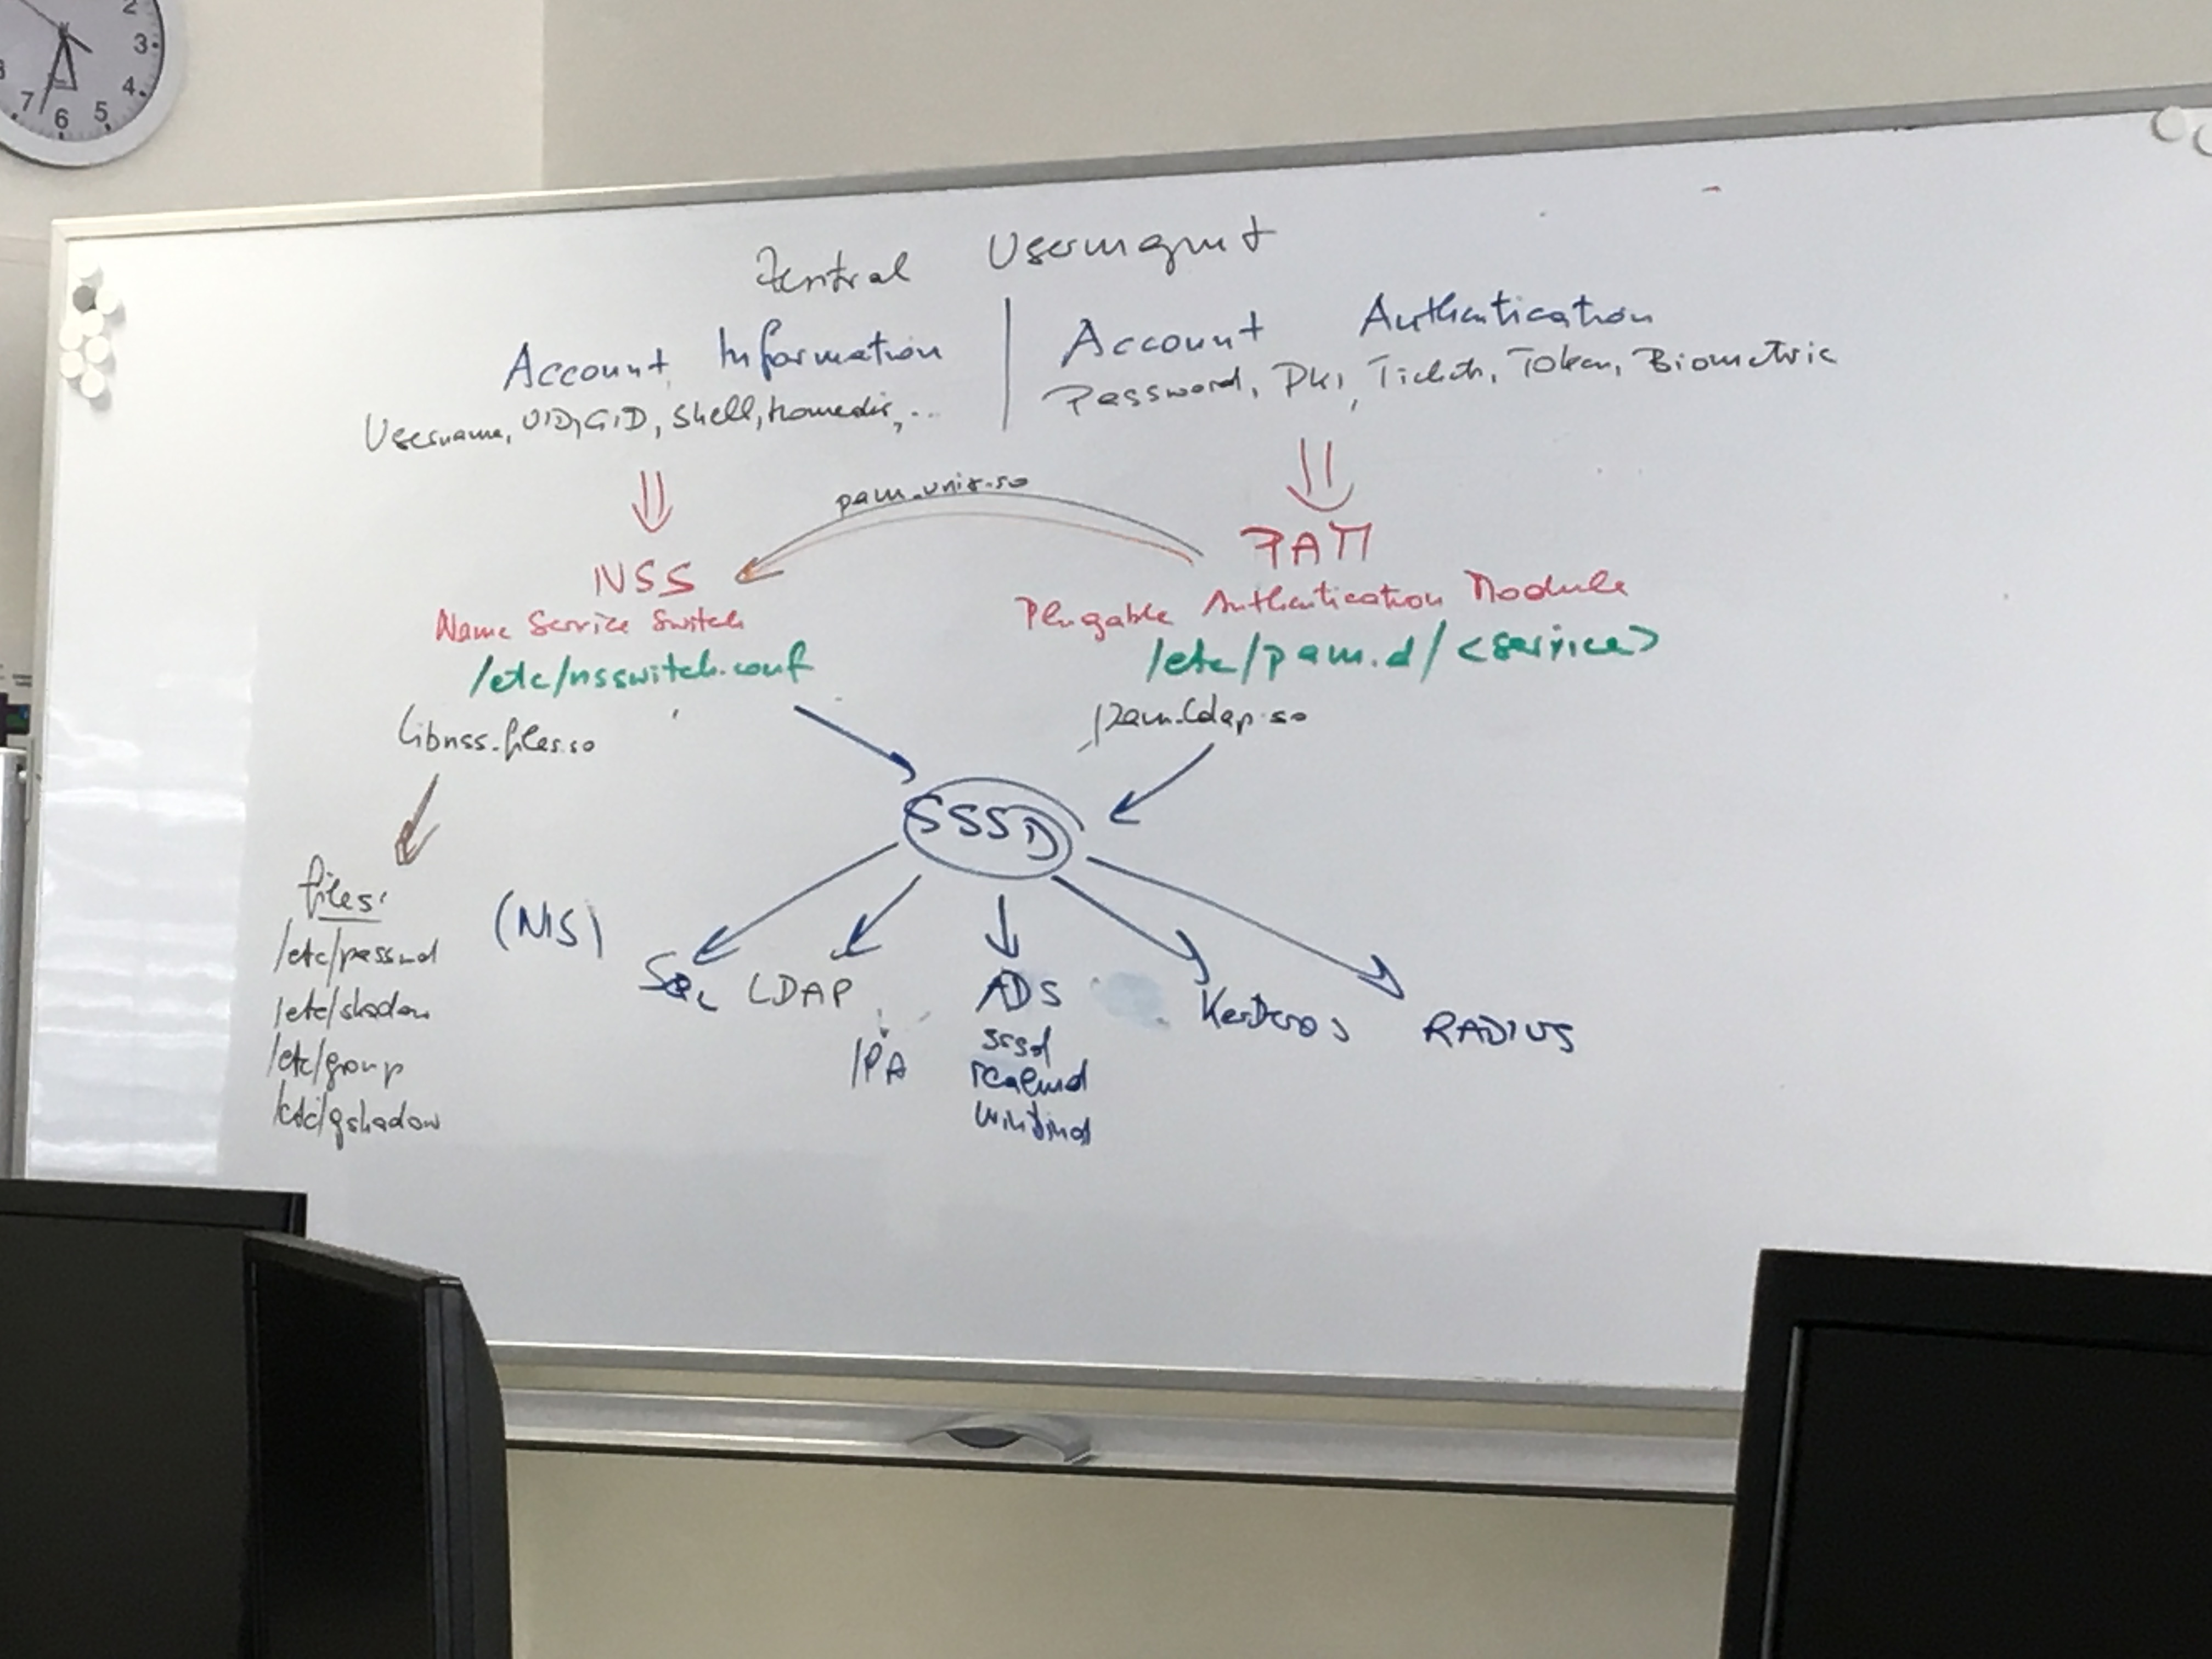 2
3
4
5
6
7
Zentral Usermgmt
Account Information
Username, UID, GID, Shell, Homedir, ...
Account Authentication
Password, PKI, Tickets, Token, Biometric
pam_unix.so
NSS
Name Service Switch
/etc/nsswitch.conf
libnss_files.so
PAM
Plugable Authentication Module
/etc/pam.d/<service>
pam_ldap.so
SSSD
files:
/etc/passwd
/etc/shadow
/etc/group
/etc/gshadow
(NIS)
SQL
LDAP
IPA
ADS
sssd
realmd
winbind
Kerberos
RADIUS